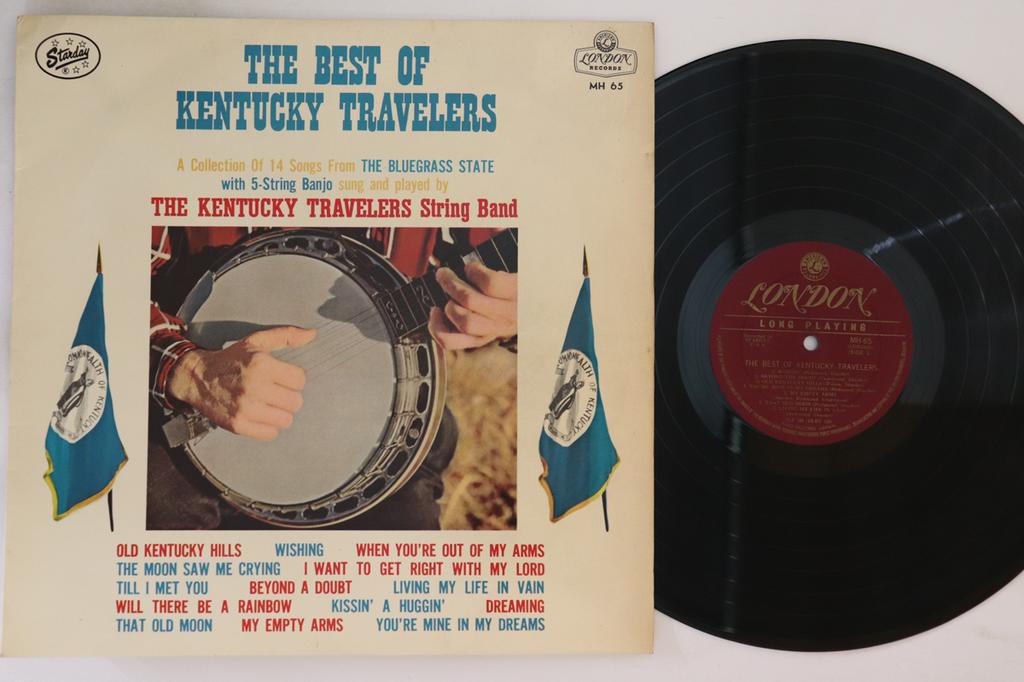 Starday
THE BEST OF
KENTUCKY TRAVELERS
LONDON
RECORDS
MH 65
A Collection Of 14 Songs From THE BLUEGRASS STATE
with 5-String Banjo sung and played by
THE KENTUCKY TRAVELERS String Band
COMMONWEALTH OF KENTUCKY
COMMONWEALTH OF KENTUCKY
OLD KENTUCKY HILLS WISHING WHEN YOU'RE OUT OF MY ARMS
THE MOON SAW ME CRYING I WANT TO GET RIGHT WITH MY LORD
TILL I MET YOU BEYOND A DOUBT LIVING MY LIFE IN VAIN
WILL THERE BE A RAINBOW KISSIN' A HUGGIN' DREAMING
THAT OLD MOON MY EMPTY ARMS YOU'RE MINE IN MY DREAMS
LONDON
LONG PLAYING
MH-65
THE BEST OF KENTUCKY TRAVELERS
MY EMPTY ARMS